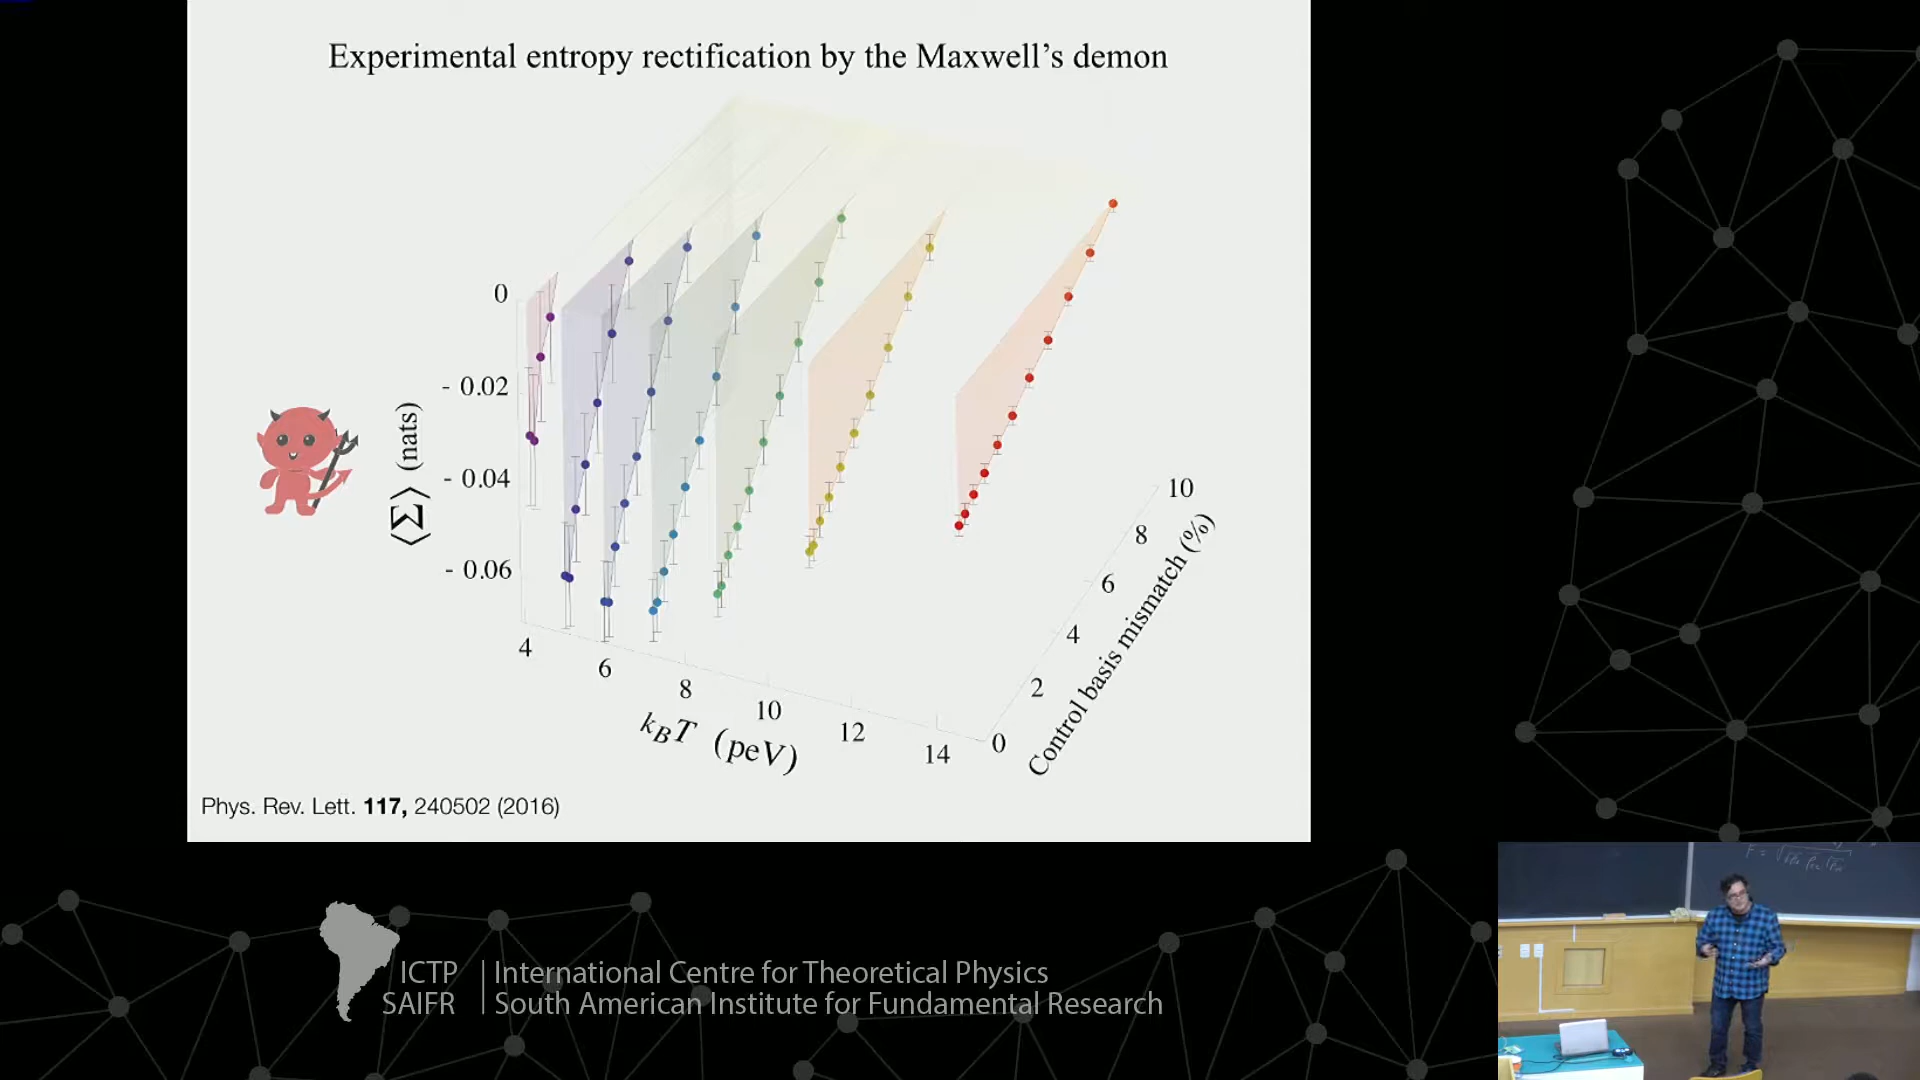 Experimental entropy rectification by the Maxwell's demon
0
- 0.02
- 0.04
- 0.06
⟨Σ⟩ (nats)
4
6
8
10
12
14
k_BT (peV)
0
2
4
6
8
10
Control basis mismatch (%)
Phys. Rev. Lett. 117, 240502 (2016)
ICTP | International Centre for Theoretical Physics
SAIFR | South American Institute for Fundamental Research